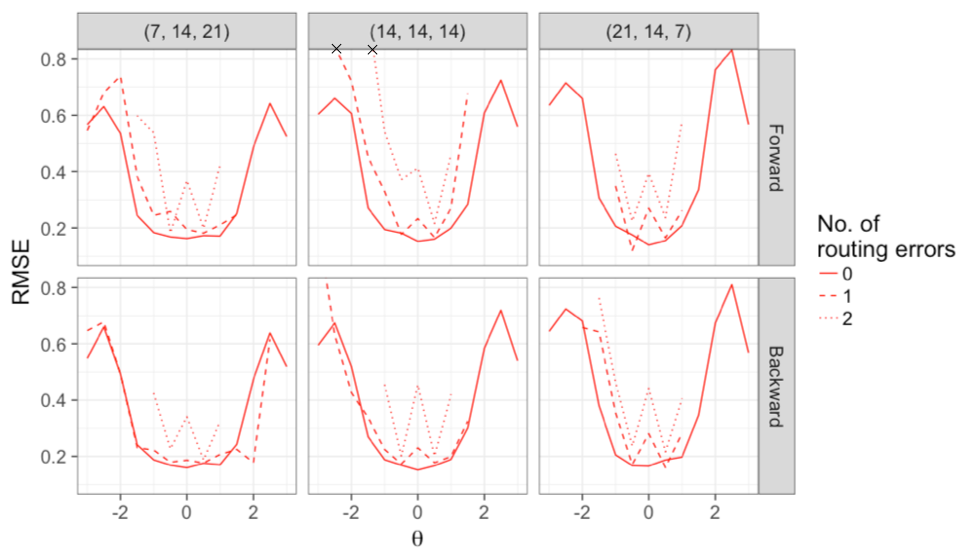 (7, 14, 21)
(14, 14, 14)
(21, 14, 7)
0.8
0.6
0.4
0.2
Forward
0.8
0.6
0.4
0.2
Backward
RMSE
-2
0
2
-2
0
2
-2
0
2
θ
No. of
routing errors
0
1
2